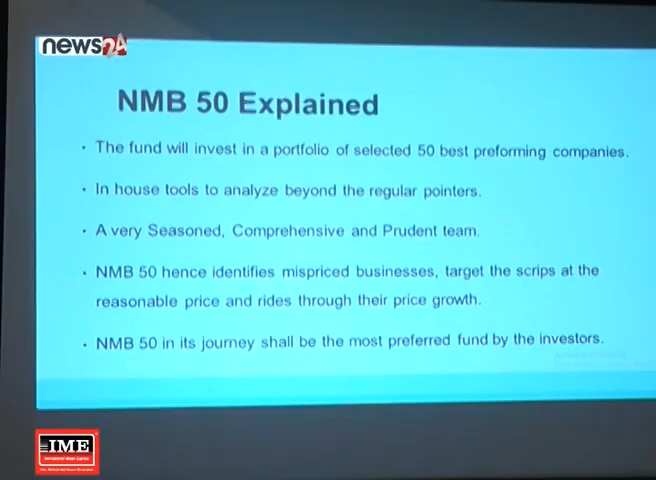 news24
NMB 50 Explained
· The fund will invest in a portfolio of selected 50 best preforming companies.
· In house tools to analyze beyond the regular pointers.
· A very Seasoned, Comprehensive and Prudent team.
· NMB 50 hence identifies mispriced businesses, target the scrips at the
reasonable price and rides through their price growth.
· NMB 50 in its journey shall be the most preferred fund by the investors.
IME